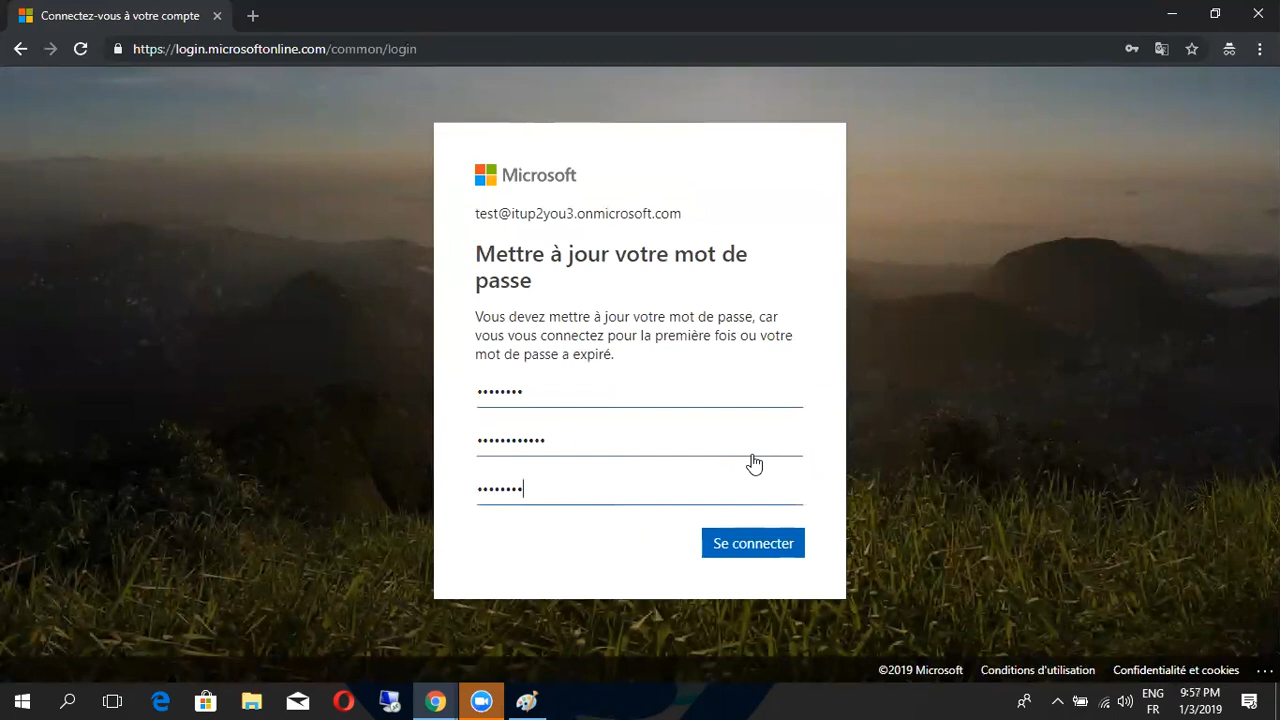 Connectez-vous à votre compte
https://login.microsoftonline.com/common/login
Microsoft
test@itup2you3.onmicrosoft.com
Mettre à jour votre mot de
passe
Vous devez mettre à jour votre mot de passe, car
vous vous connectez pour la première fois ou votre
mot de passe a expiré.
••••••••
••••••••••••
••••••••
Se connecter
©2019 Microsoft Conditions d'utilisation Confidentialité et cookies ...
ENG 9:57 PM
FR 1/3/2019